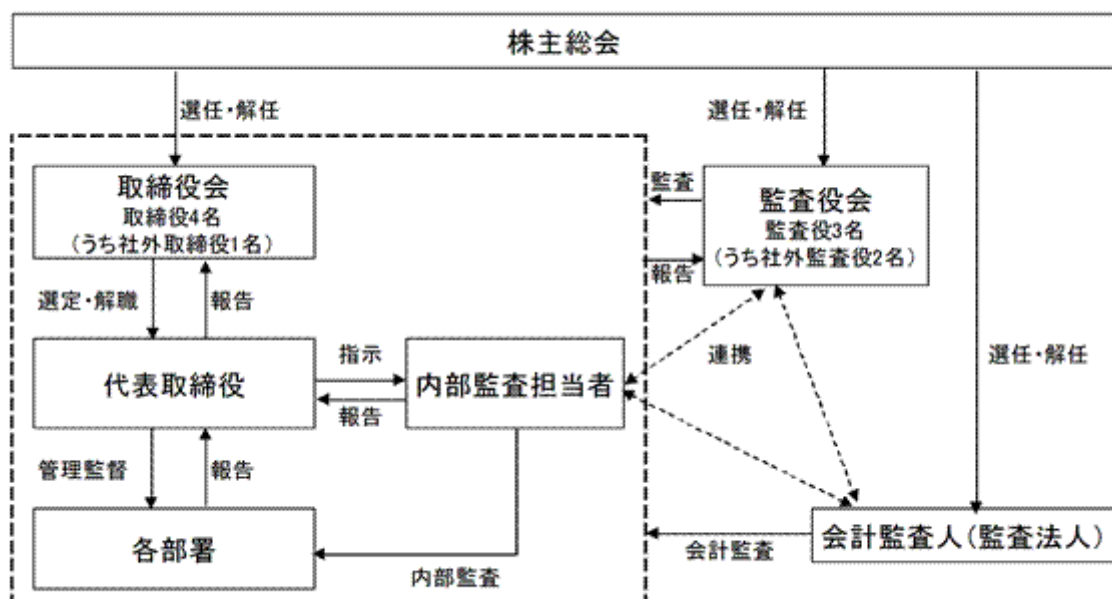 株主総会
選任・解任
選任・解任
取締役会
取締役4名
(うち社外取締役1名)
監査
監査役会
監査役3名
(うち社外監査役2名)
報告
選定・解職
報告
連携
選任・解任
代表取締役
指示
報告
内部監査担当者
管理監督
報告
各部署
内部監査
会計監査
会計監査人(監査法人)